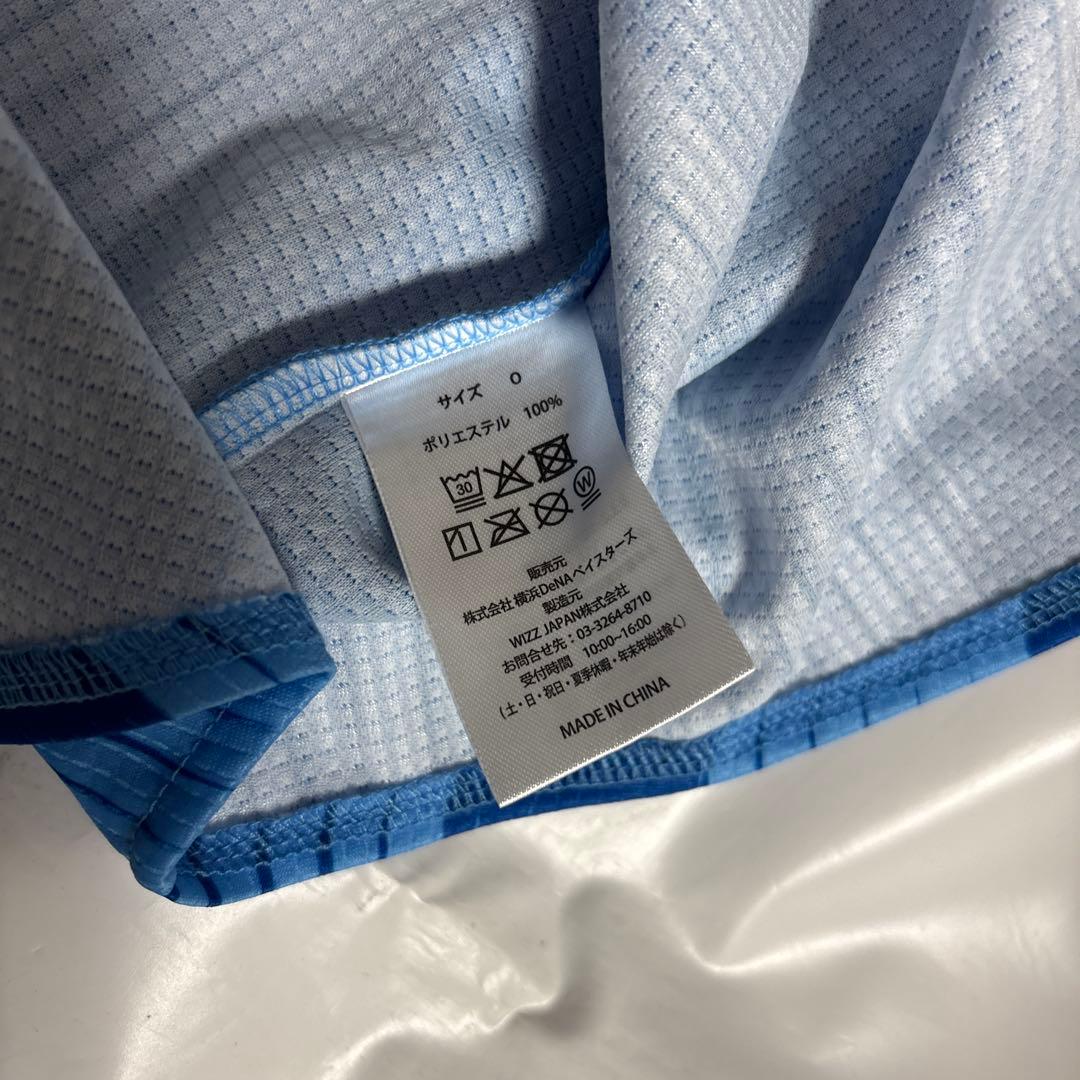 サイズ O
ポリエステル 100%
30
W
販売元
株式会社 横浜DeNAベイスターズ
製造元
WIZZ JAPAN株式会社
お問合せ先：03-3264-8710
受付時間 10:00~16:00
（土・日・祝日・夏季休暇・年末年始は除く）
MADE IN CHINA